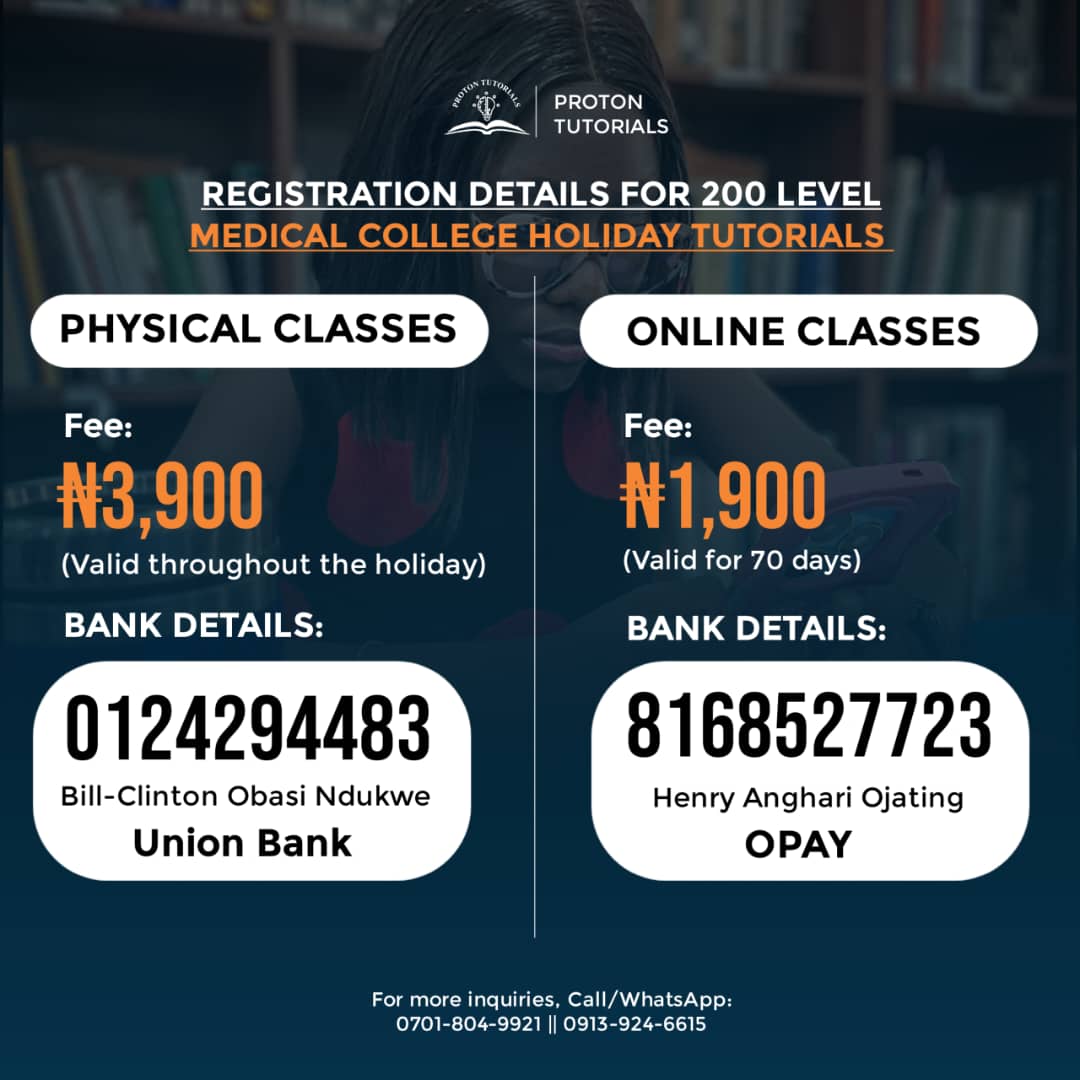 PROTON TUTORIALS
PROTON
TUTORIALS
REGISTRATION DETAILS FOR 200 LEVEL
MEDICAL COLLEGE HOLIDAY TUTORIALS
PHYSICAL CLASSES
Fee:
₦3,900
(Valid throughout the holiday)
BANK DETAILS:
0124294483
Bill-Clinton Obasi Ndukwe
Union Bank
ONLINE CLASSES
Fee:
₦1,900
(Valid for 70 days)
BANK DETAILS:
8168527723
Henry Anghari Ojating
OPAY
For more inquiries, Call/WhatsApp:
0701-804-9921 || 0913-924-6615